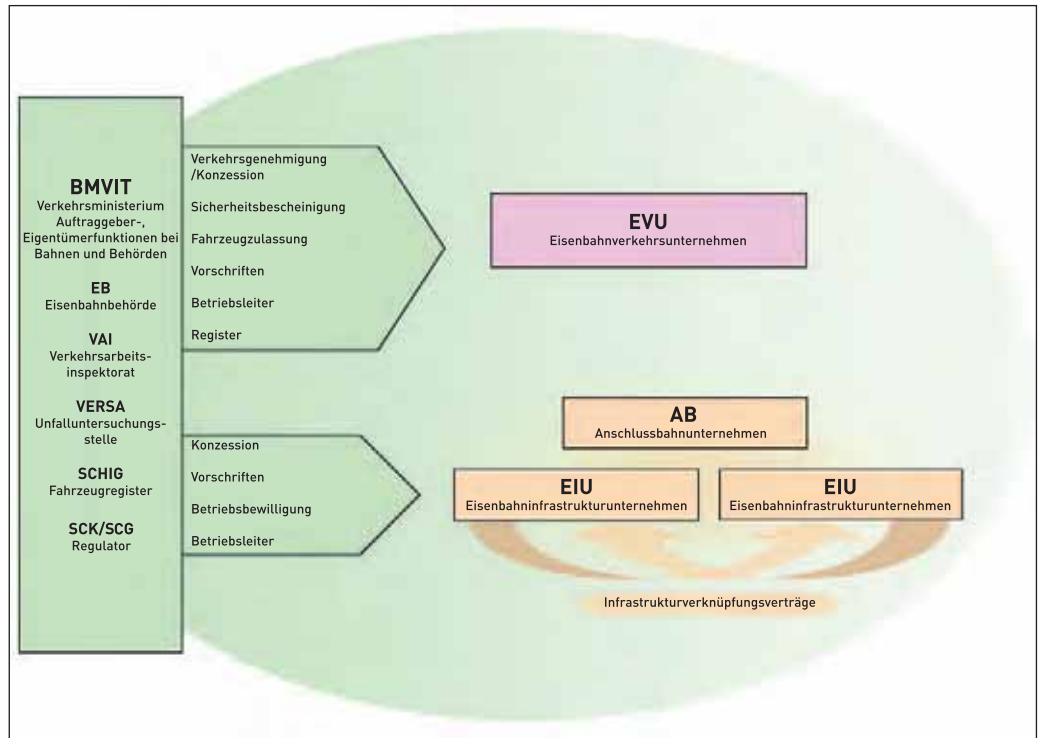 BMVIT
Verkehrsministerium
Auftraggeber-,
Eigentümerfunktionen bei
Bahnen und Behörden
EB
Eisenbahnbehörde
VAI
Verkehrsarbeits-
inspektorat
VERSA
Unfalluntersuchungs-
stelle
SCHIG
Fahrzeugregister
SCK/SCG
Regulator
Verkehrsgenehmigung
/Konzession
Sicherheitsbescheinigung
Fahrzeugzulassung
Vorschriften
Betriebsleiter
Register
Konzession
Vorschriften
Betriebsbewilligung
Betriebsleiter
EVU
Eisenbahnverkehrsunternehmen
AB
Anschlussbahnunternehmen
EIU
Eisenbahninfrastrukturunternehmen
EIU
Eisenbahninfrastrukturunternehmen
Infrastrukturverknüpfungsverträge